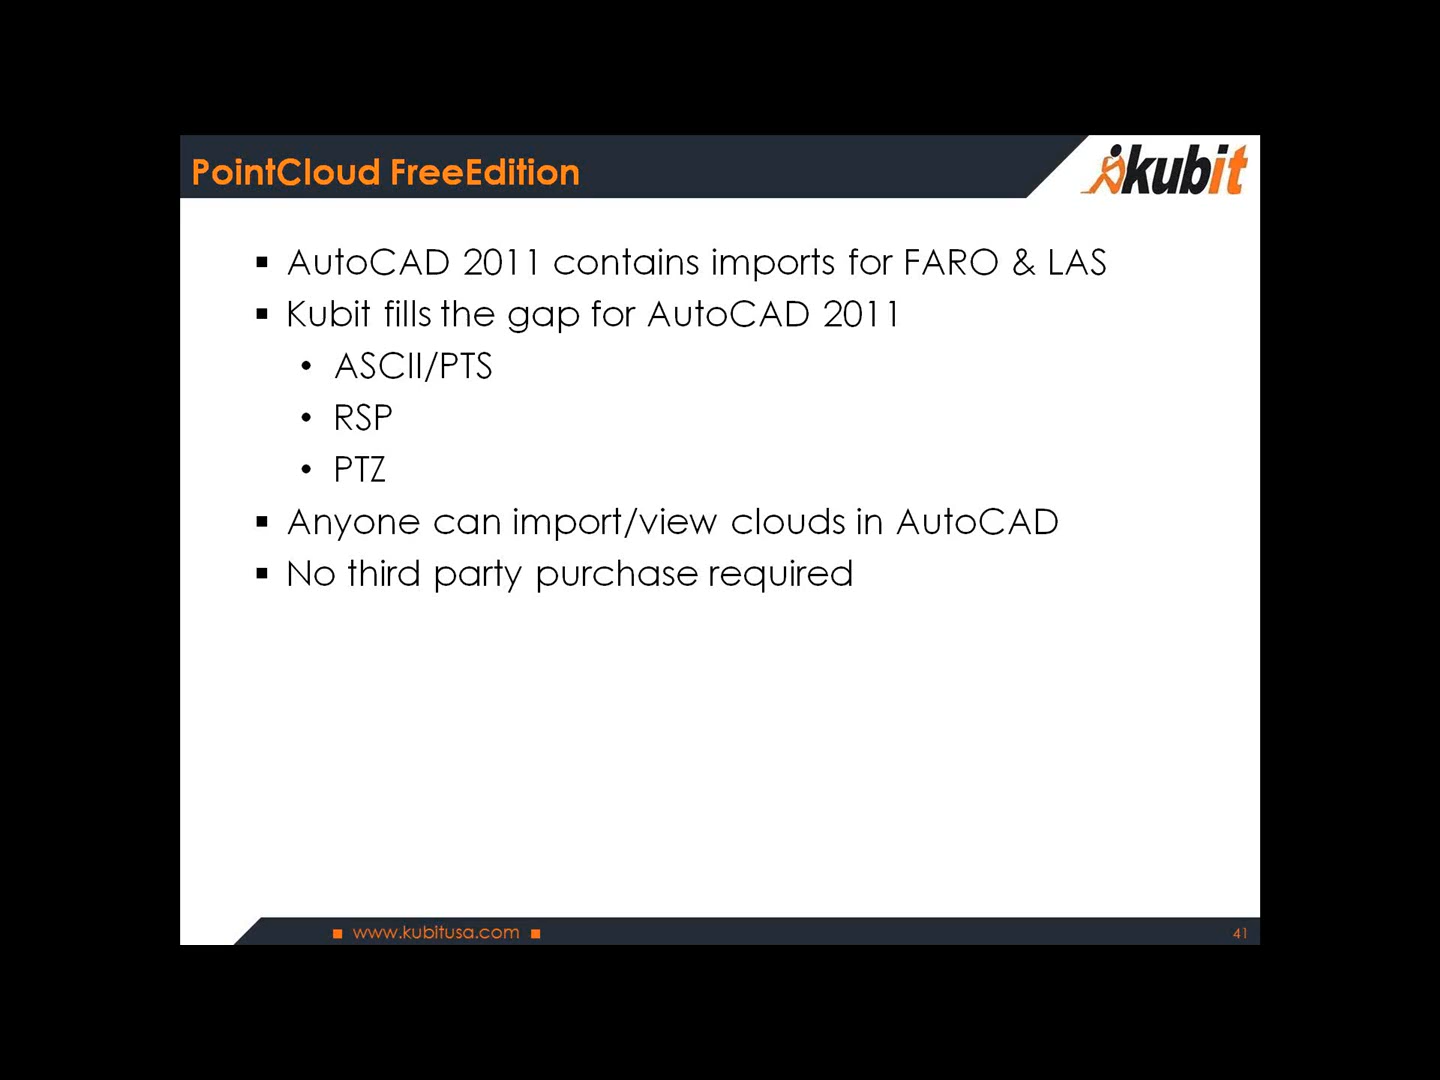 PointCloud FreeEdition
kubit
▪ AutoCAD 2011 contains imports for FARO & LAS
▪ Kubit fills the gap for AutoCAD 2011
• ASCII/PTS
• RSP
• PTZ
▪ Anyone can import/view clouds in AutoCAD
▪ No third party purchase required
■ www.kubitusa.com ■
41